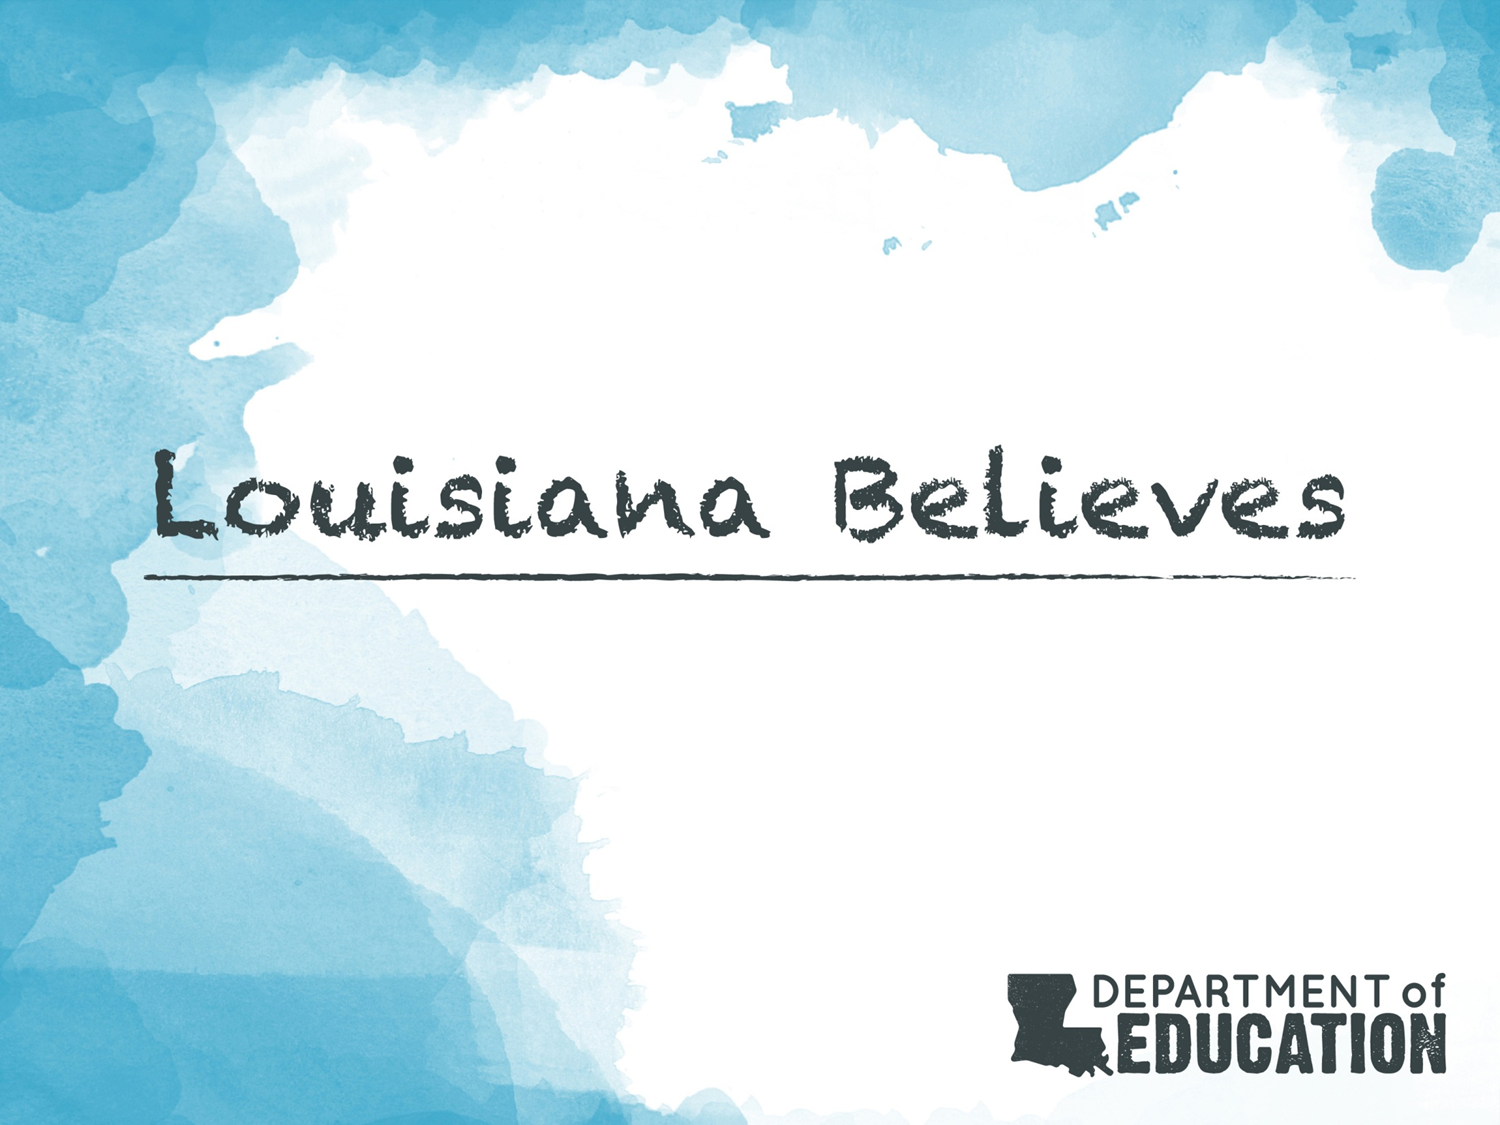 Louisiana Believes
DEPARTMENT of
EDUCATION